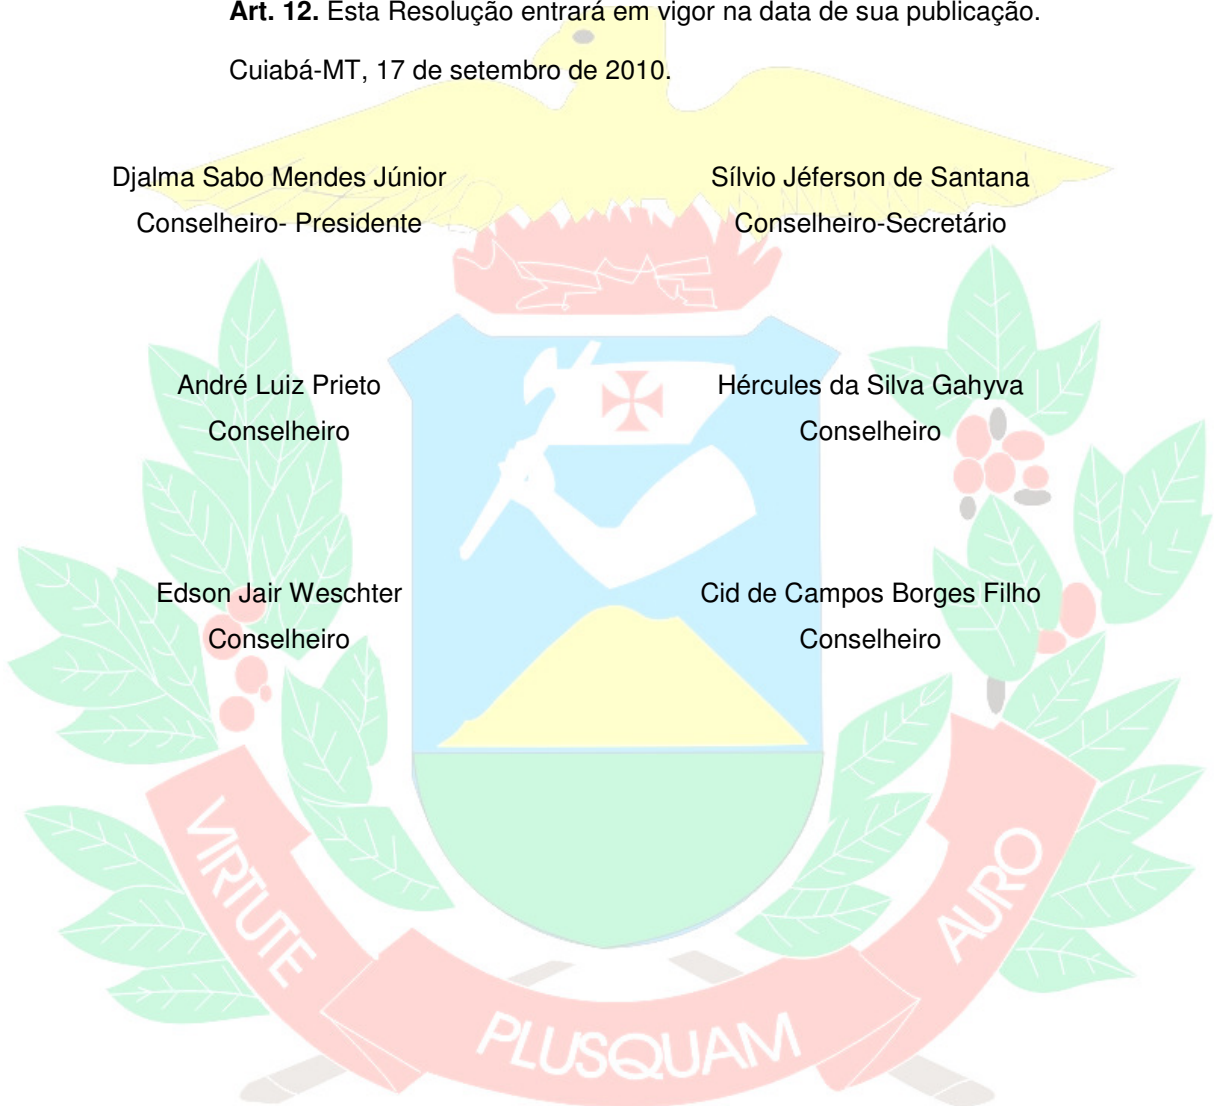 Art. 12. Esta Resolução entrará em vigor na data de sua publicação.
Cuiabá-MT, 17 de setembro de 2010.
Djalma Sabo Mendes Júnior
Conselheiro- Presidente
Sílvio Jéferson de Santana
Conselheiro-Secretário
André Luiz Prieto
Conselheiro
Hércules da Silva Gahyva
Conselheiro
Edson Jair Weschter
Conselheiro
Cid de Campos Borges Filho
Conselheiro
VIRTUTE
PLUSQUAM
AURO